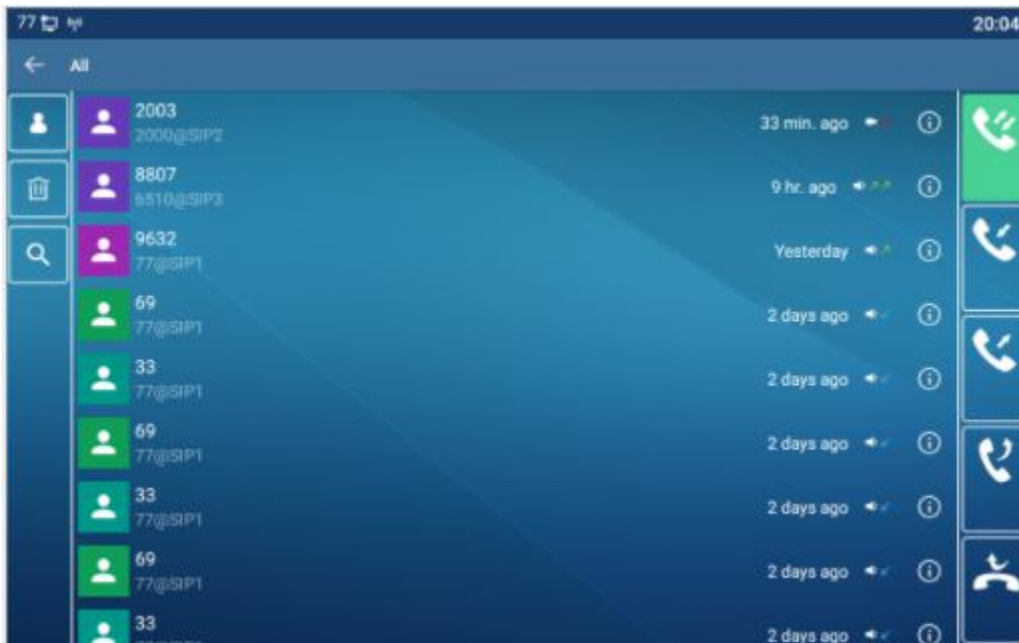 77
20:04
All
2003
2000@SIP2
33 min. ago
8807
6510@SIP3
9 hr. ago
9632
77@SIP1
Yesterday
69
77@SIP1
2 days ago
33
77@SIP1
2 days ago
69
77@SIP1
2 days ago
33
77@SIP1
2 days ago
69
77@SIP1
2 days ago
33
2 days ago